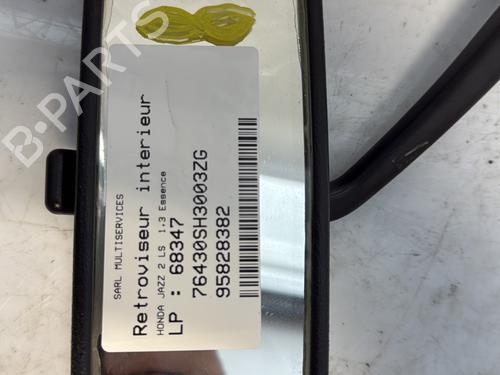 SARL MULTISERVICES
Retroviseur interieur
HONDA JAZZ 2 LS 1.3 Essence
LP : 68347
76430SH3003ZG
95828382
B-PARTS